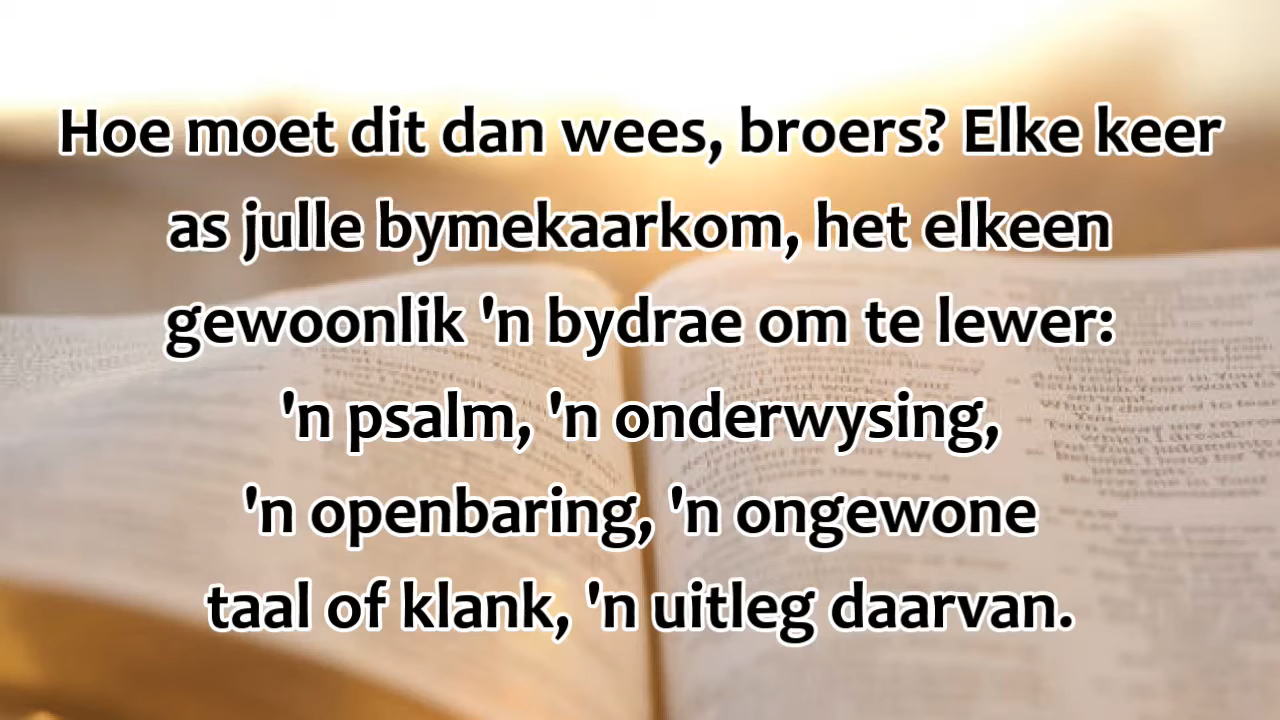 Hoe moet dit dan wees, broers? Elke keer
as julle bymekaarkom, het elkeen
gewoonlik 'n bydrae om te lewer:
'n psalm, 'n onderwysing,
'n openbaring, 'n ongewone
taal of klank, 'n uitleg daarvan.